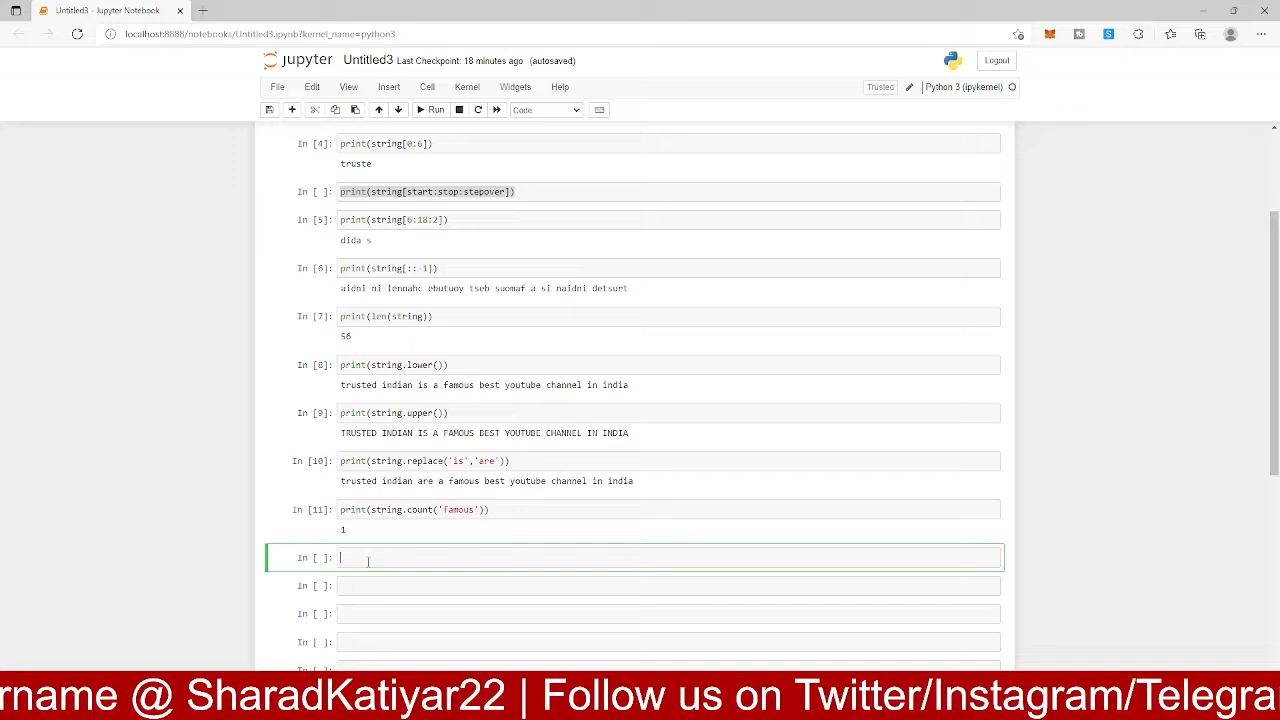 Untitled3 - Jupyter Notebook
localhost:8888/notebooks/Untitled3.ipynb?kernel_name=python3
jupyter Untitled3 Last Checkpoint: 18 minutes ago (autosaved)
Logout
File Edit View Insert Cell Kernel Widgets Help
Trusted Python 3 (ipykernel)
Run Code
In [4]: print(string[0:6])
truste
In [ ]: print(string[start:stop:stepover])
In [5]: print(string[6:18:2])
dida s
In [6]: print(string[::-1])
aidni ni lennahc ebutuoy tseb suomaf a si naidni detsurt
In [7]: print(len(string))
56
In [8]: print(string.lower())
trusted indian is a famous best youtube channel in india
In [9]: print(string.upper())
TRUSTED INDIAN IS A FAMOUS BEST YOUTUBE CHANNEL IN INDIA
In [10]: print(string.replace('is','are'))
trusted indian are a famous best youtube channel in india
In [11]: print(string.count('famous'))
1
In [ ]:
In [ ]:
In [ ]:
In [ ]:
In [ ]:
rname @ SharadKatiyar22 | Follow us on Twitter/Instagram/Telegra